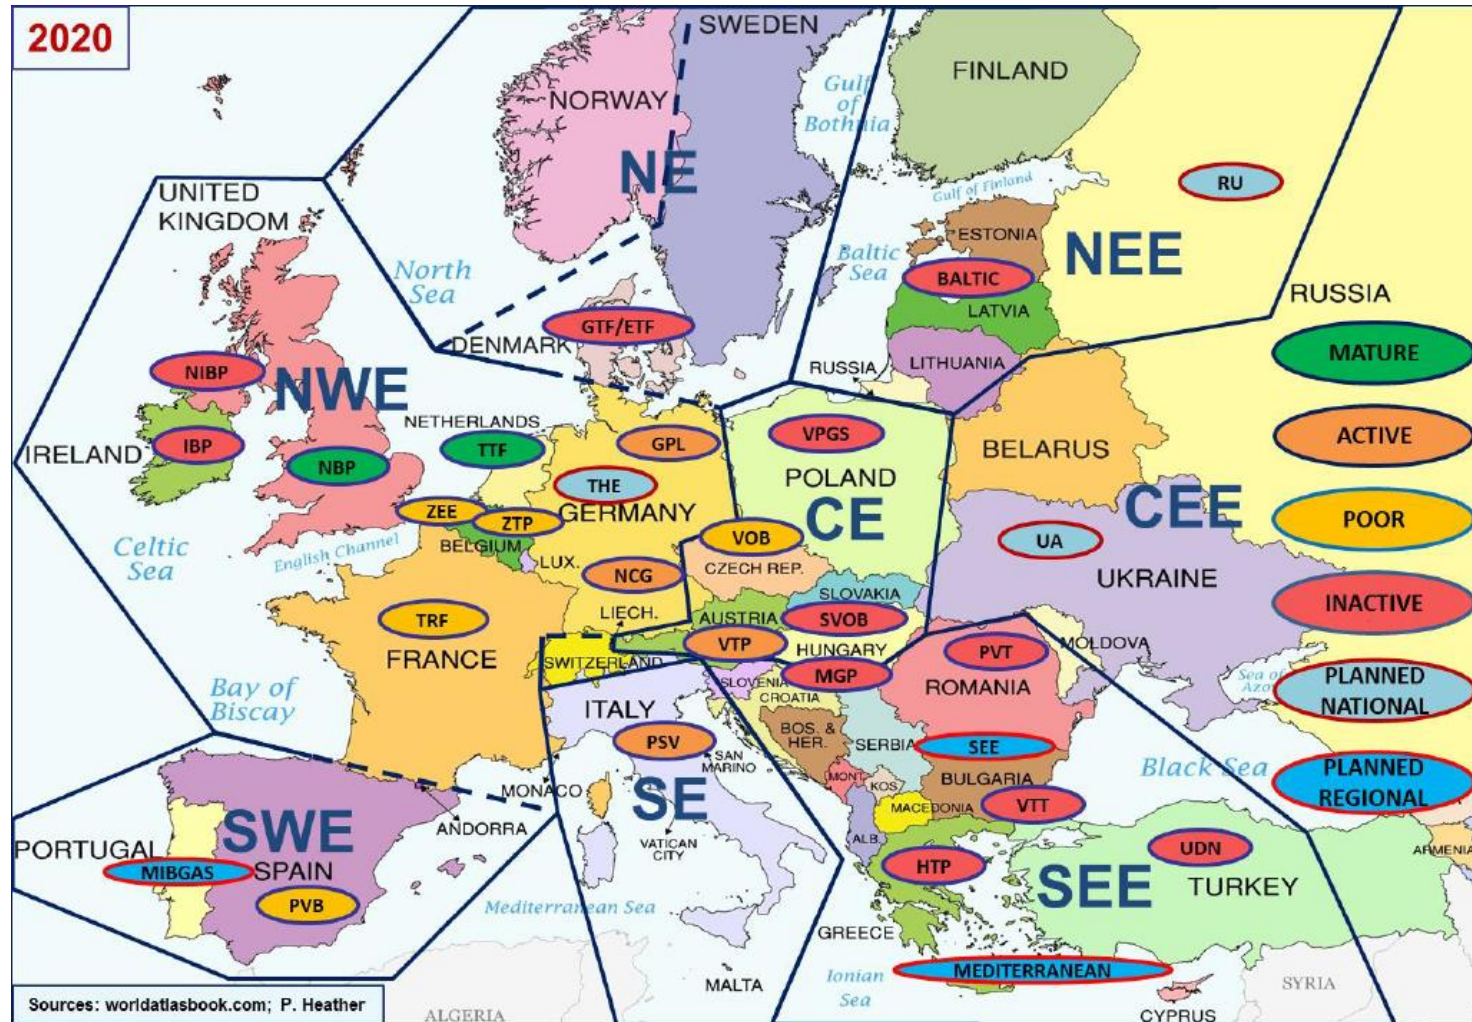 2020
SWEDEN
FINLAND
NORWAY
Gulf
of
Bothnia
NE
RU
UNITED
KINGDOM
Gulf of Finland
ESTONIA
NEE
North
Sea
Baltic
Sea
BALTIC
RUSSIA
LATVIA
GTF/ETF
DENMARK
MATURE
RUSSIA
LITHUANIA
NIBP
NWE
NETHERLANDS
IRELAND
IBP
NBP
TTF
GPL
VPGS
ACTIVE
BELARUS
POLAND
THE
ZEE
ZTP
GERMANY
CE
CEE
POOR
BELGIUM
VOB
UA
Celtic
Sea
English Channel
LUX.
CZECH REP.
NCG
UKRAINE
SLOVAKIA
INACTIVE
LIECH.
TRF
AUSTRIA
SVOB
FRANCE
SWITZERLAND
VTP
HUNGARY
PVT
MOLDOVA
MGP
SLOVENIA
CROATIA
ROMANIA
Sea of
Azov
PLANNED
NATIONAL
Bay of
Biscay
ITALY
PSV
SAN
MARINO
BOS. &
HER.
SERBIA
SEE
Black Sea
PLANNED
REGIONAL
MONT.
KOS.
BULGARIA
MONACO
SE
MACEDONIA
VTT
ANDORRA
SWE
VATICAN
CITY
ALB.
PORTUGAL
SPAIN
MIBGAS
HTP
UDN
ARMENIA
TURKEY
SEE
PVB
Mediterranean Sea
GREECE
MEDITERRANEAN
Ionian
Sea
MALTA
SYRIA
CYPRUS
ALGERIA
Sources: worldatlasbook.com; P. Heather